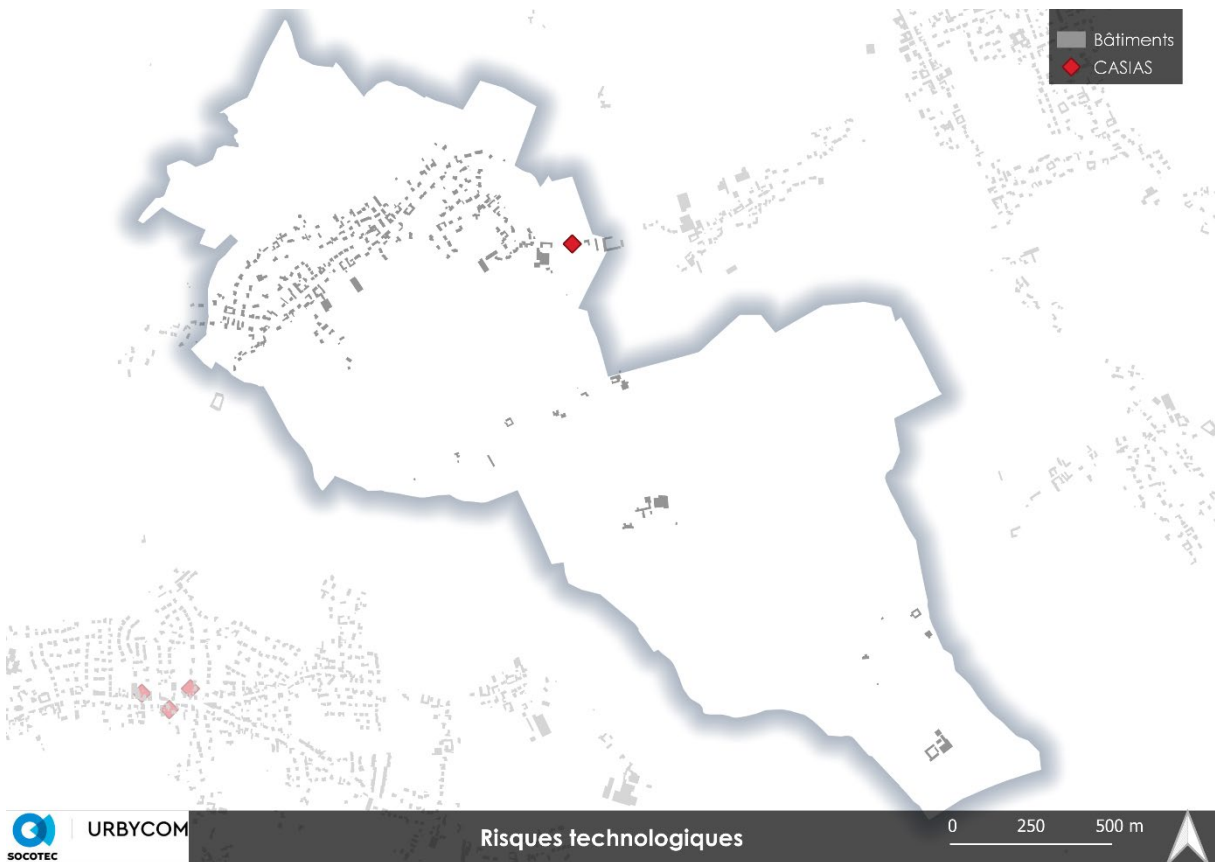 Bâtiments
CASIAS
SOCOTEC
URBYCOM
Risques technologiques
0 250 500 m